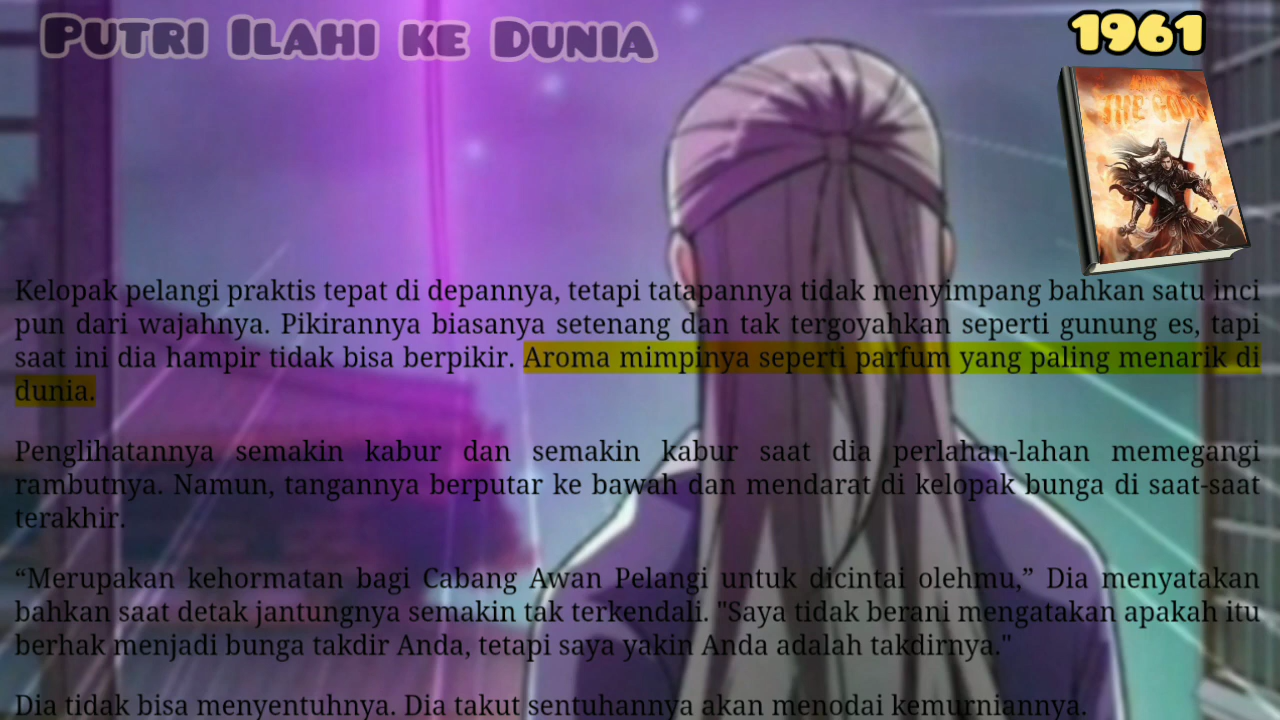 PUTRI ILAHI KE DUNIA
1961
AGAINST
THE GODS
Kelopak pelangi praktis tepat di depannya, tetapi tatapannya tidak menyimpang bahkan satu inci
pun dari wajahnya. Pikirannya biasanya setenang dan tak tergoyahkan seperti gunung es, tapi
saat ini dia hampir tidak bisa berpikir. Aroma mimpinya seperti parfum yang paling menarik di
dunia.
Penglihatannya semakin kabur dan semakin kabur saat dia perlahan-lahan memegangi
rambutnya. Namun, tangannya berputar ke bawah dan mendarat di kelopak bunga di saat-saat
terakhir.
“Merupakan kehormatan bagi Cabang Awan Pelangi untuk dicintai olehmu,” Dia menyatakan
bahkan saat detak jantungnya semakin tak terkendali. "Saya tidak berani mengatakan apakah itu
berhak menjadi bunga takdir Anda, tetapi saya yakin Anda adalah takdirnya."
Dia tidak bisa menyentuhnya. Dia takut sentuhannya akan menodai kemurniannya.